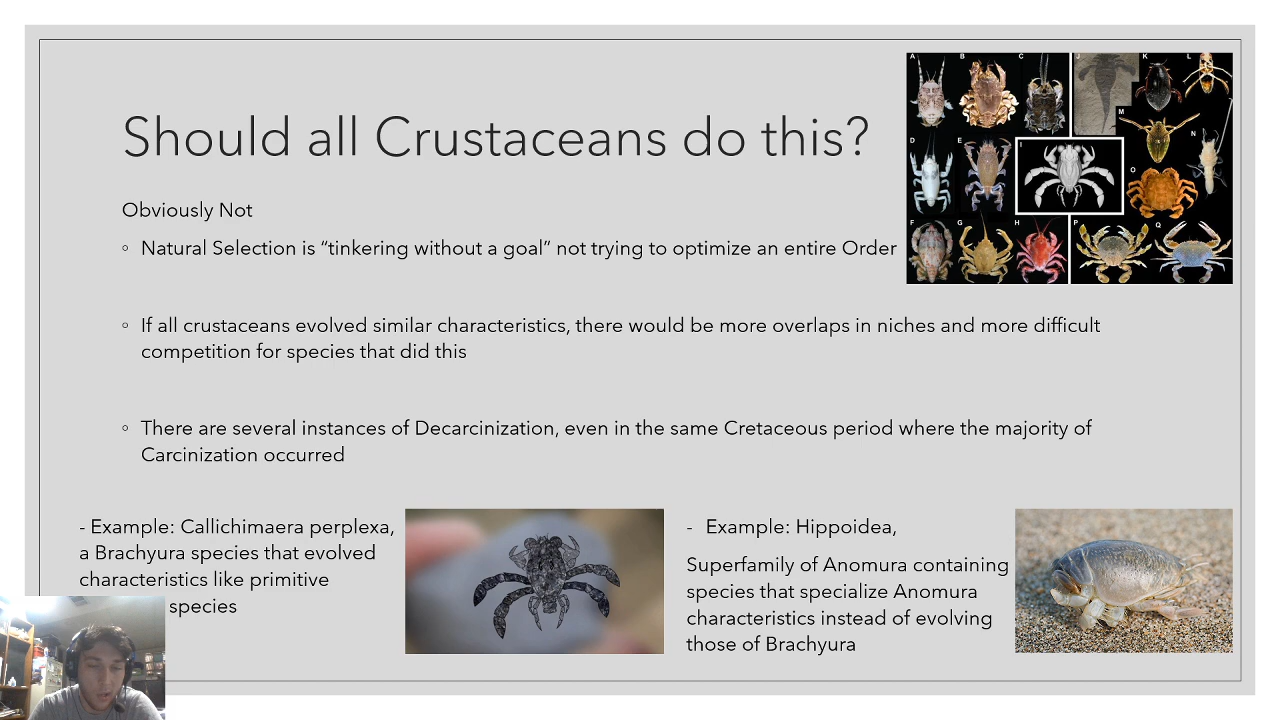 Should all Crustaceans do this?
Obviously Not
◦ Natural Selection is “tinkering without a goal” not trying to optimize an entire Order
◦ If all crustaceans evolved similar characteristics, there would be more overlaps in niches and more difficult
competition for species that did this
◦ There are several instances of Decarcinization, even in the same Cretaceous period where the majority of
Carcinization occurred
- Example: Callichimaera perplexa,
a Brachyura species that evolved
characteristics like primitive
species
- Example: Hippoidea,
Superfamily of Anomura containing
species that specialize Anomura
characteristics instead of evolving
those of Brachyura
A B C J K L
M
N
D E I O
F G H P Q